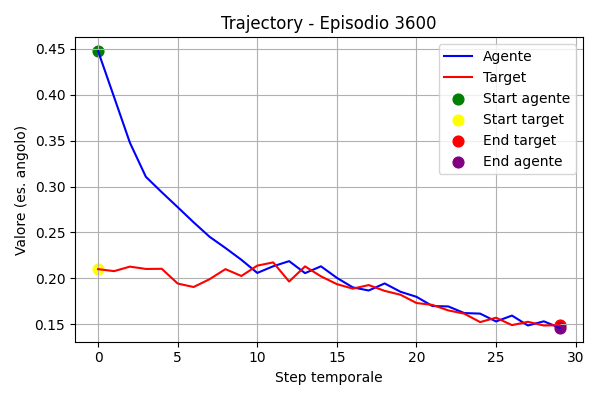 Trajectory - Episodio 3600
Valore (es. angolo)
0.45
0.40
0.35
0.30
0.25
0.20
0.15
Agente
Target
Start agente
Start target
End target
End agente
0 5 10 15 20 25 30
Step temporale